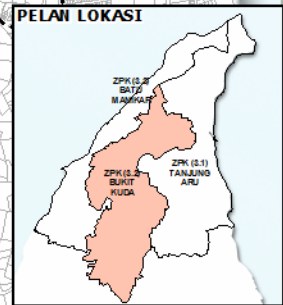 PELAN LOKASI
ZPK (3.3)
BATU
MANIKAR
ZPK (3.1)
TANJUNG
ARU
ZPK (3.2)
BUKIT
KUDA